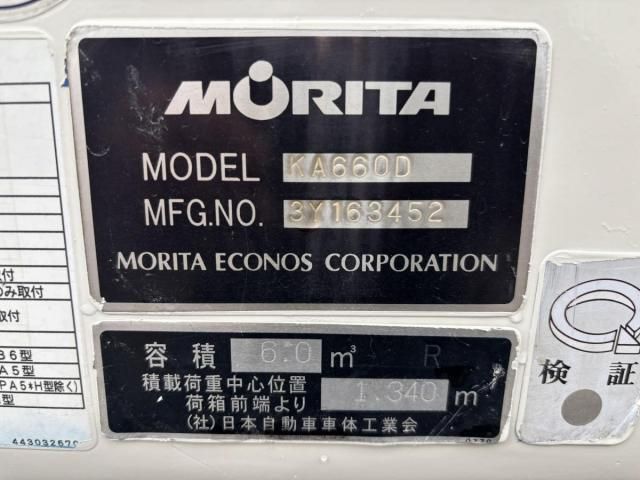 MORITA
MODEL KA660D
MFG.NO. 3Y163452
MORITA ECONOS CORPORATION
容積 6.0 m³ R
積載荷重中心位置
荷箱前端より 1.340 m
(社)日本自動車車体工業会
取付
のみ取付
取付
36型
A5型
PA5*H型除く)
型
443032670
検証